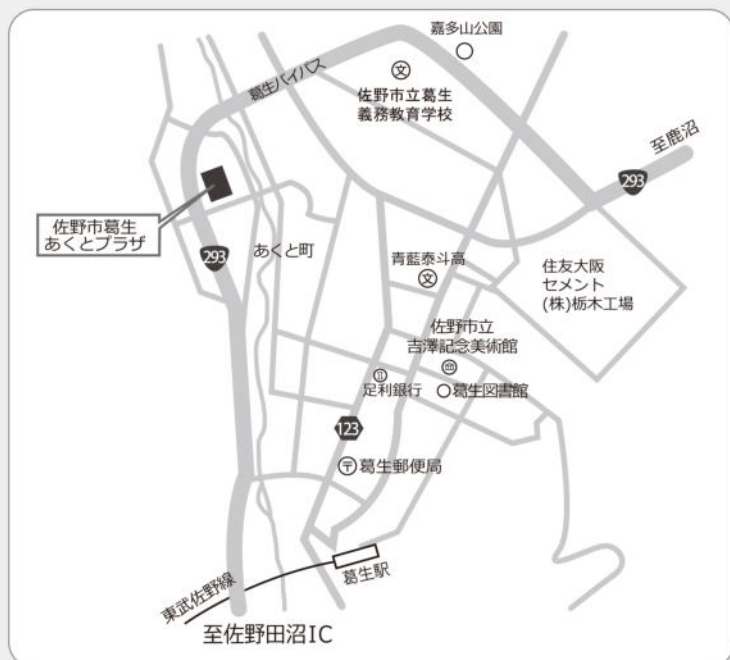 嘉多山公園
葛生バイパス
文
佐野市立葛生
義務教育学校
至鹿沼
293
佐野市葛生
あくとプラザ
293
あくと町
青藍泰斗高
文
住友大阪
セメント
(株)栃木工場
佐野市立
吉澤記念美術館
足利銀行
葛生図書館
123
〒葛生郵便局
葛生駅
東武佐野線
至佐野田沼IC